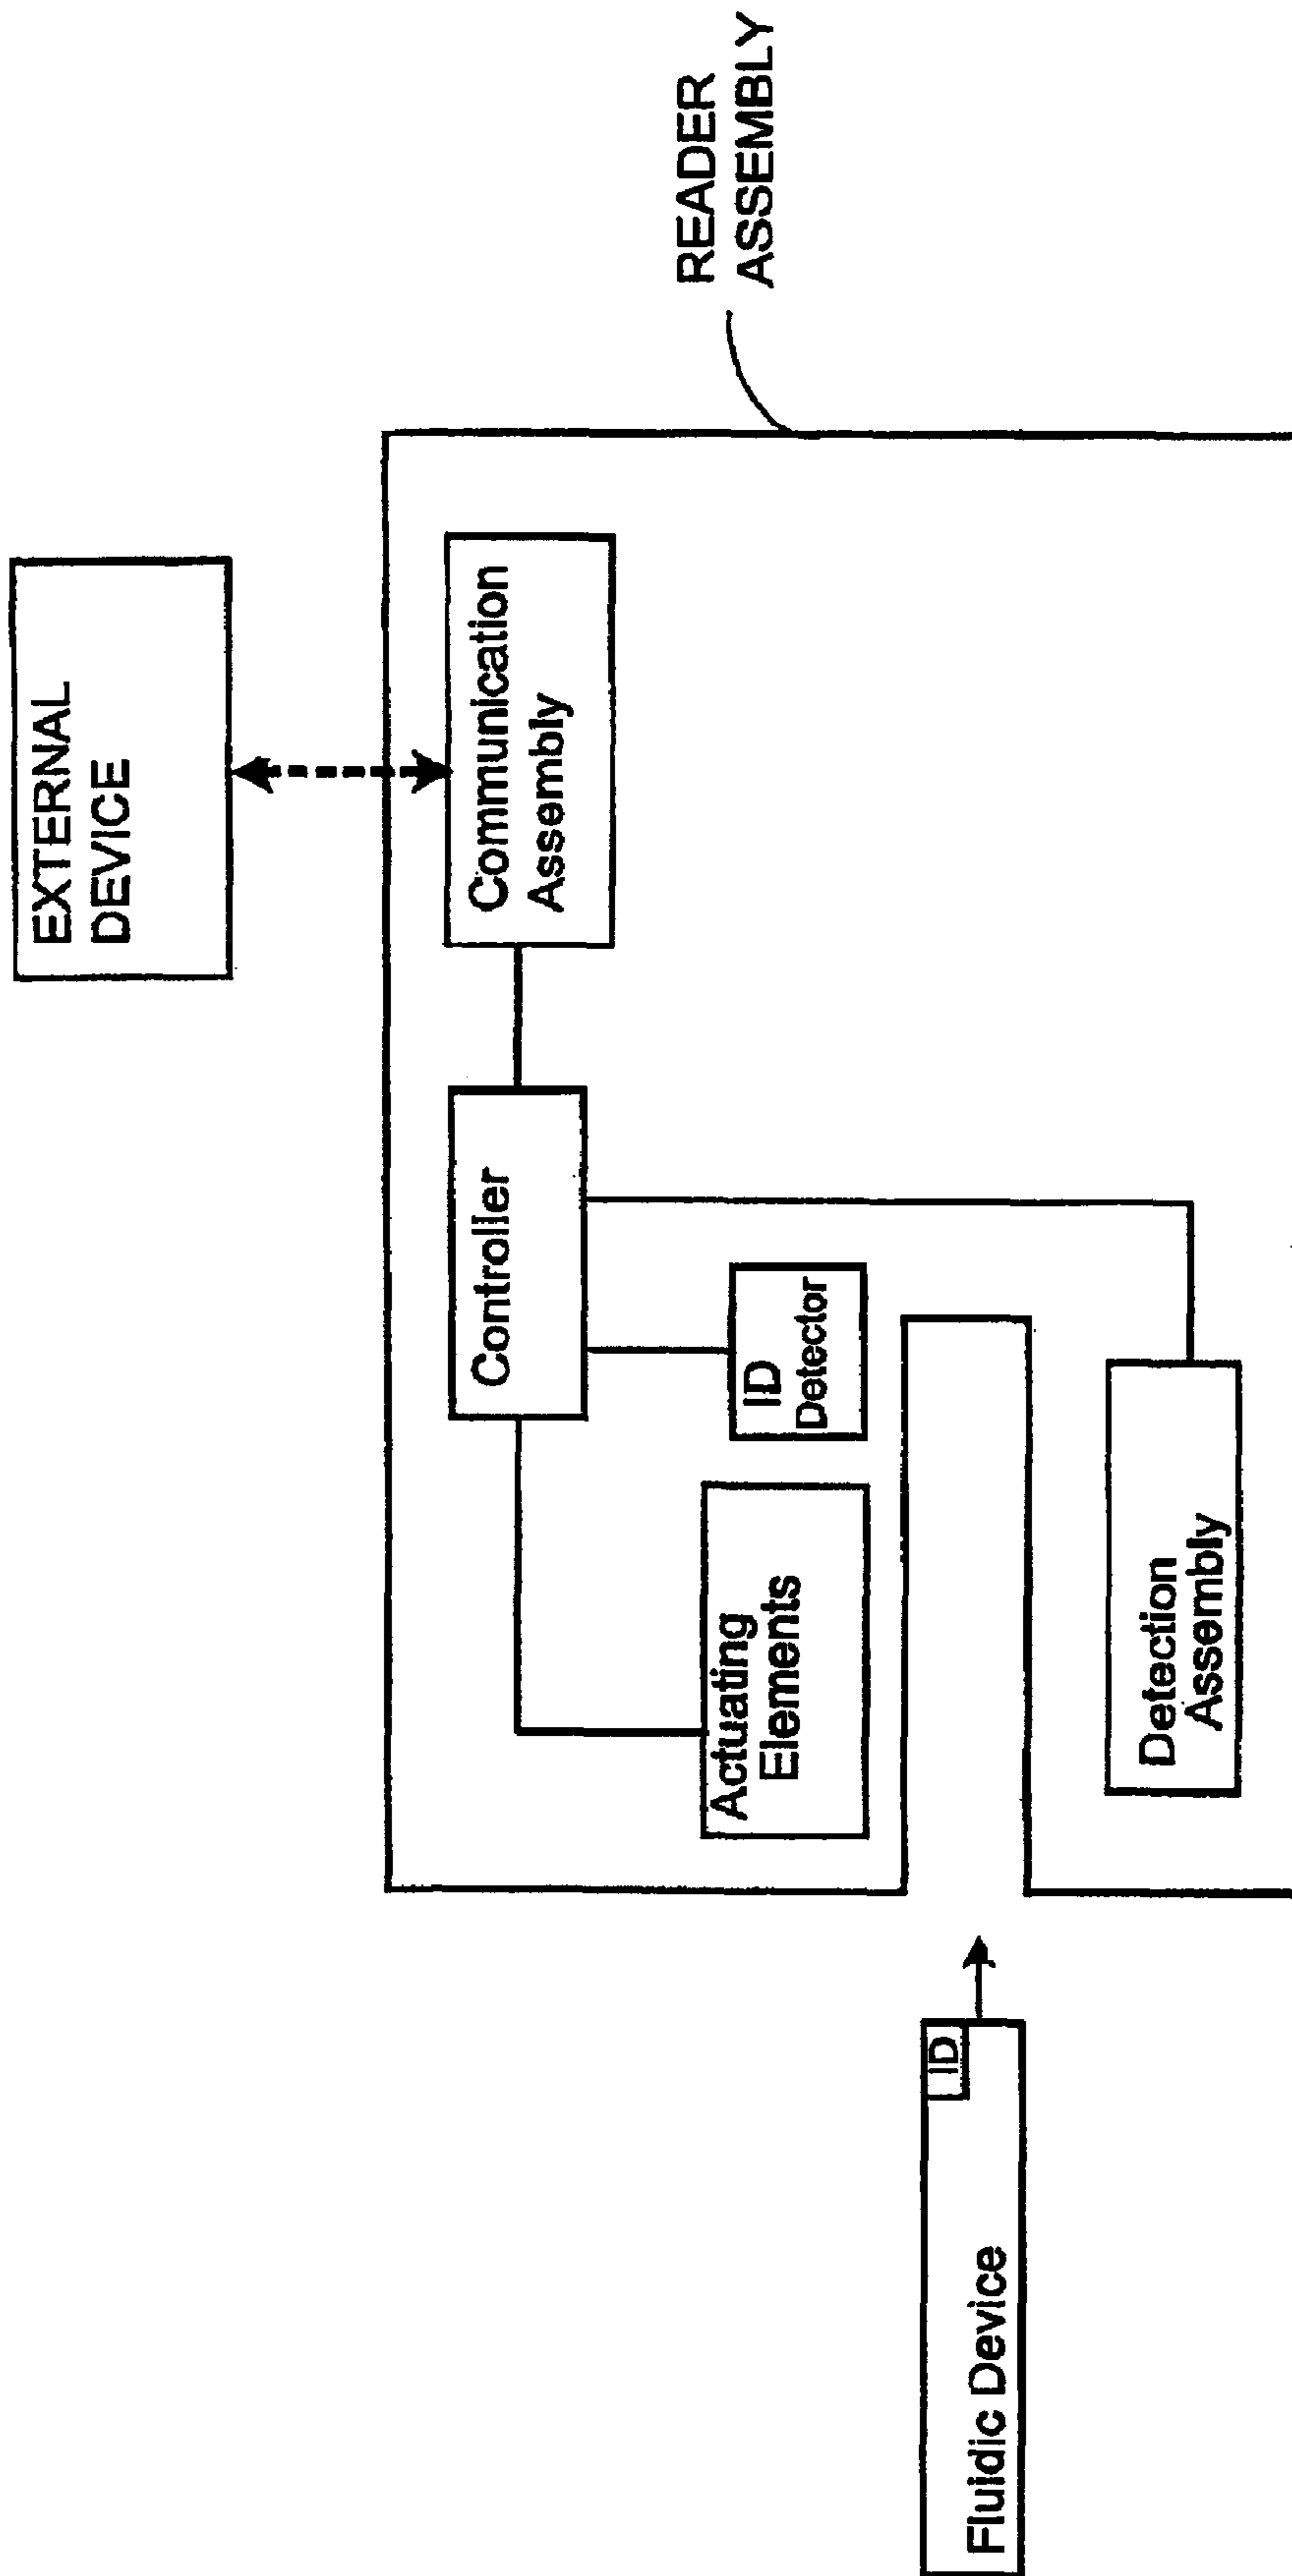 EXTERNAL
DEVICE
READER
ASSEMBLY
Communication
Assembly
Controller
ID
Detector
Actuating
Elements
Detection
Assembly
ID
Fluidic Device